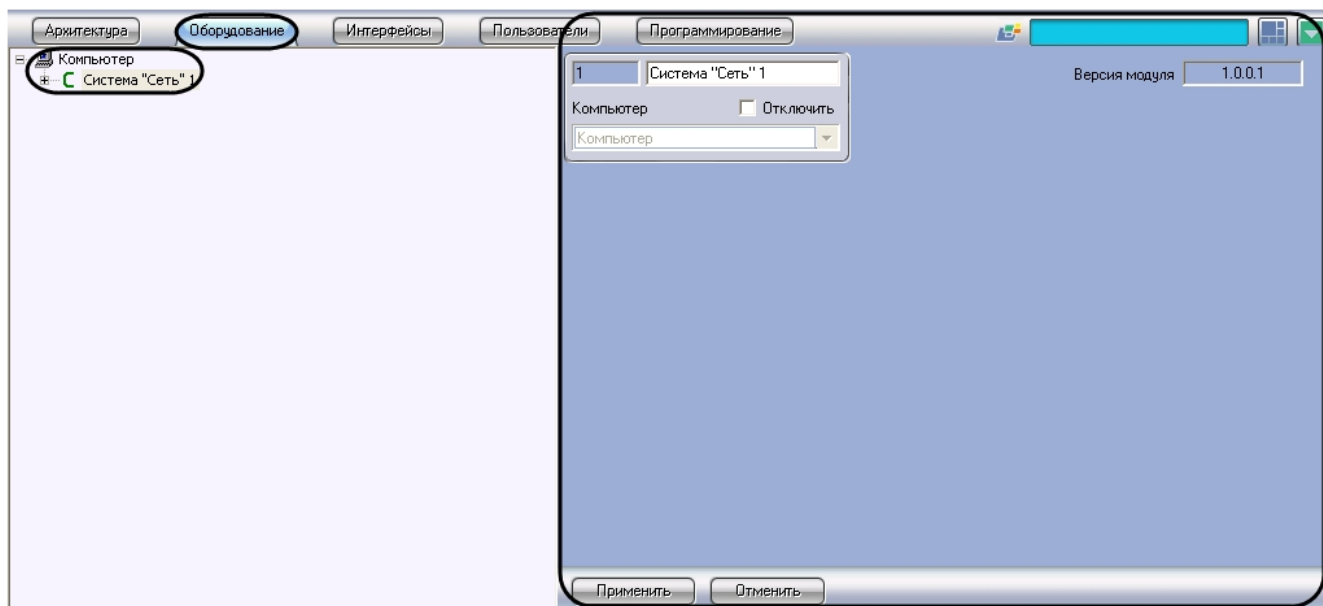 Архитектура Оборудование Интерфейсы Пользователи Программирование
Компьютер
Система "Сеть" 1
1 Система "Сеть" 1 Версия модуля 1.0.0.1
Компьютер Отключить
Компьютер
Применить Отменить